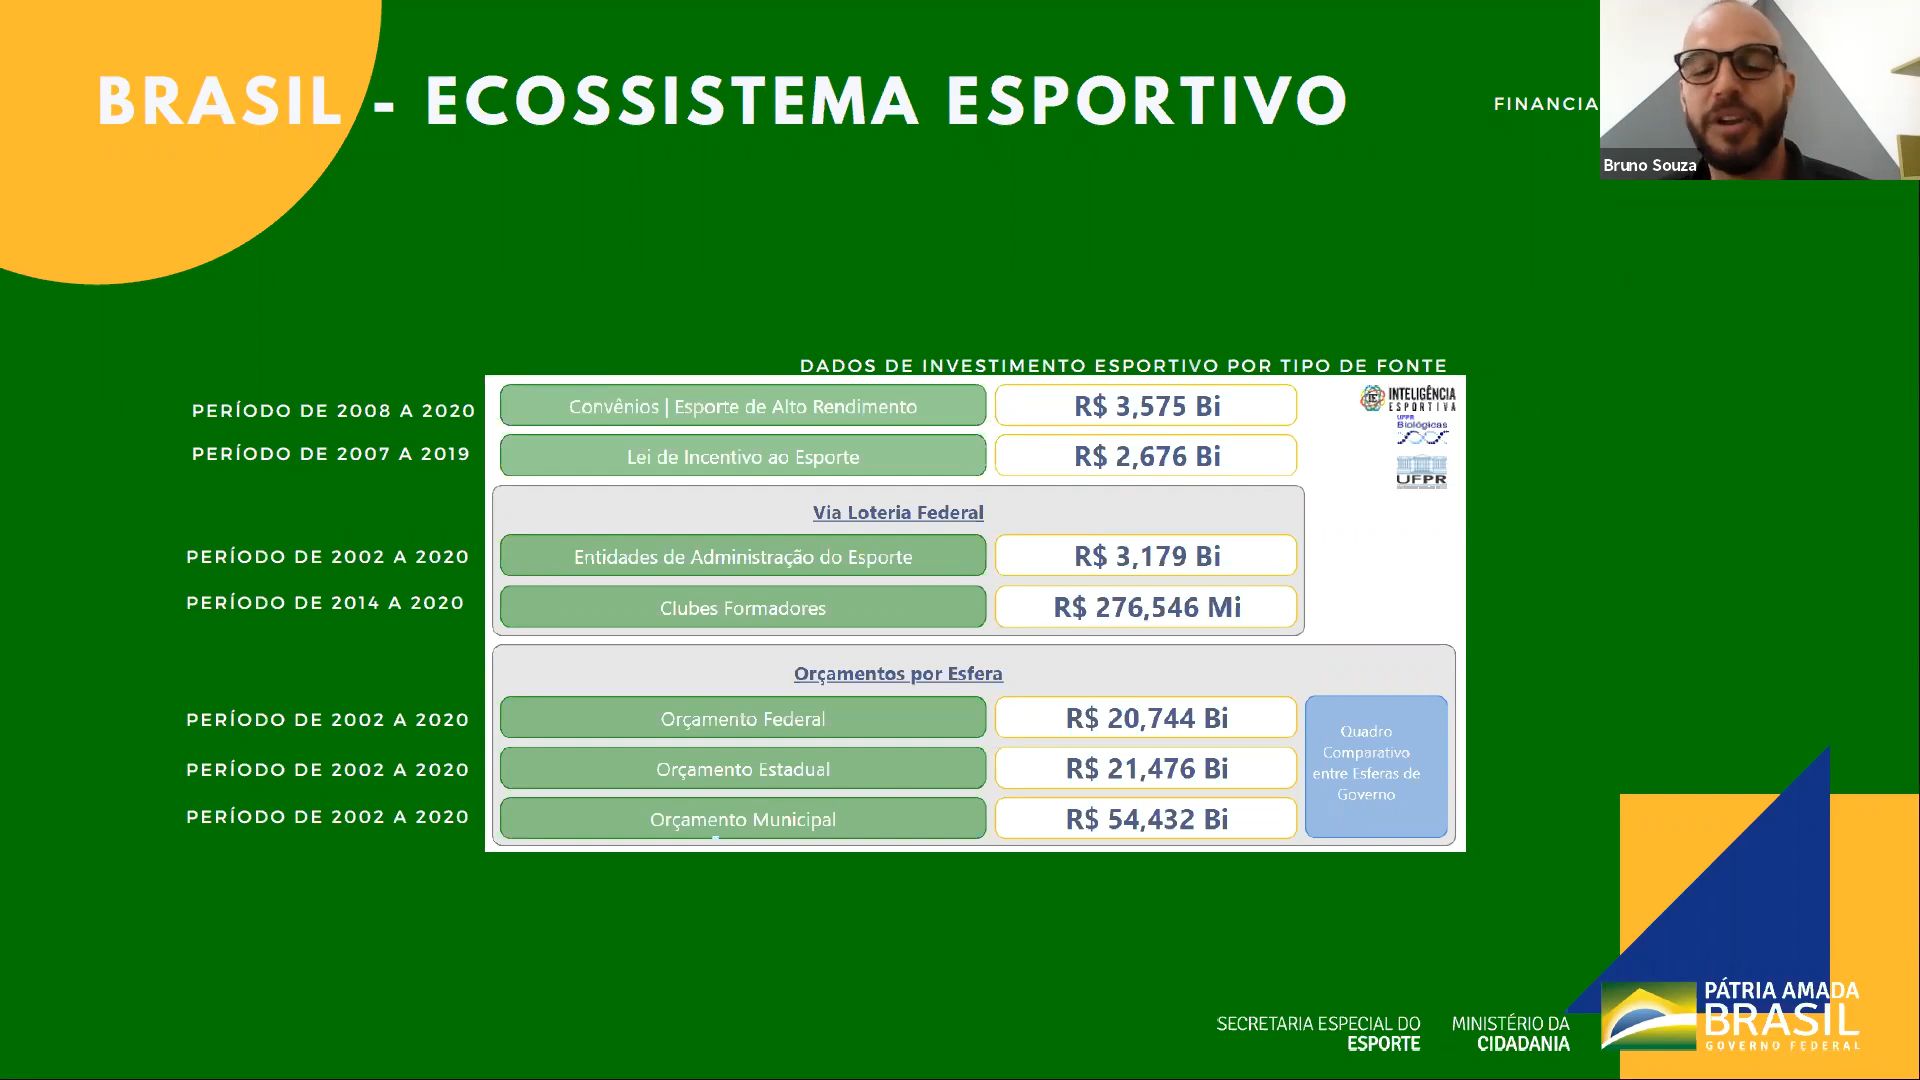 BRASIL - ECOSSISTEMA ESPORTIVO
FINANCIA
Bruno Souza
DADOS DE INVESTIMENTO ESPORTIVO POR TIPO DE FONTE
PERÍODO DE 2008 A 2020
Convênios | Esporte de Alto Rendimento
R$ 3,575 Bi
INTELIGÊNCIA
ESPORTIVA
UFPR
Biológicas
UFPR
PERÍODO DE 2007 A 2019
Lei de Incentivo ao Esporte
R$ 2,676 Bi
Via Loteria Federal
PERÍODO DE 2002 A 2020
Entidades de Administração do Esporte
R$ 3,179 Bi
PERÍODO DE 2014 A 2020
Clubes Formadores
R$ 276,546 Mi
Orçamentos por Esfera
PERÍODO DE 2002 A 2020
Orçamento Federal
R$ 20,744 Bi
PERÍODO DE 2002 A 2020
Orçamento Estadual
R$ 21,476 Bi
PERÍODO DE 2002 A 2020
Orçamento Municipal
R$ 54,432 Bi
Quadro
Comparativo
entre Esferas de
Governo
SECRETARIA ESPECIAL DO
ESPORTE
MINISTÉRIO DA
CIDADANIA
PÁTRIA AMADA
BRASIL
GOVERNO FEDERAL